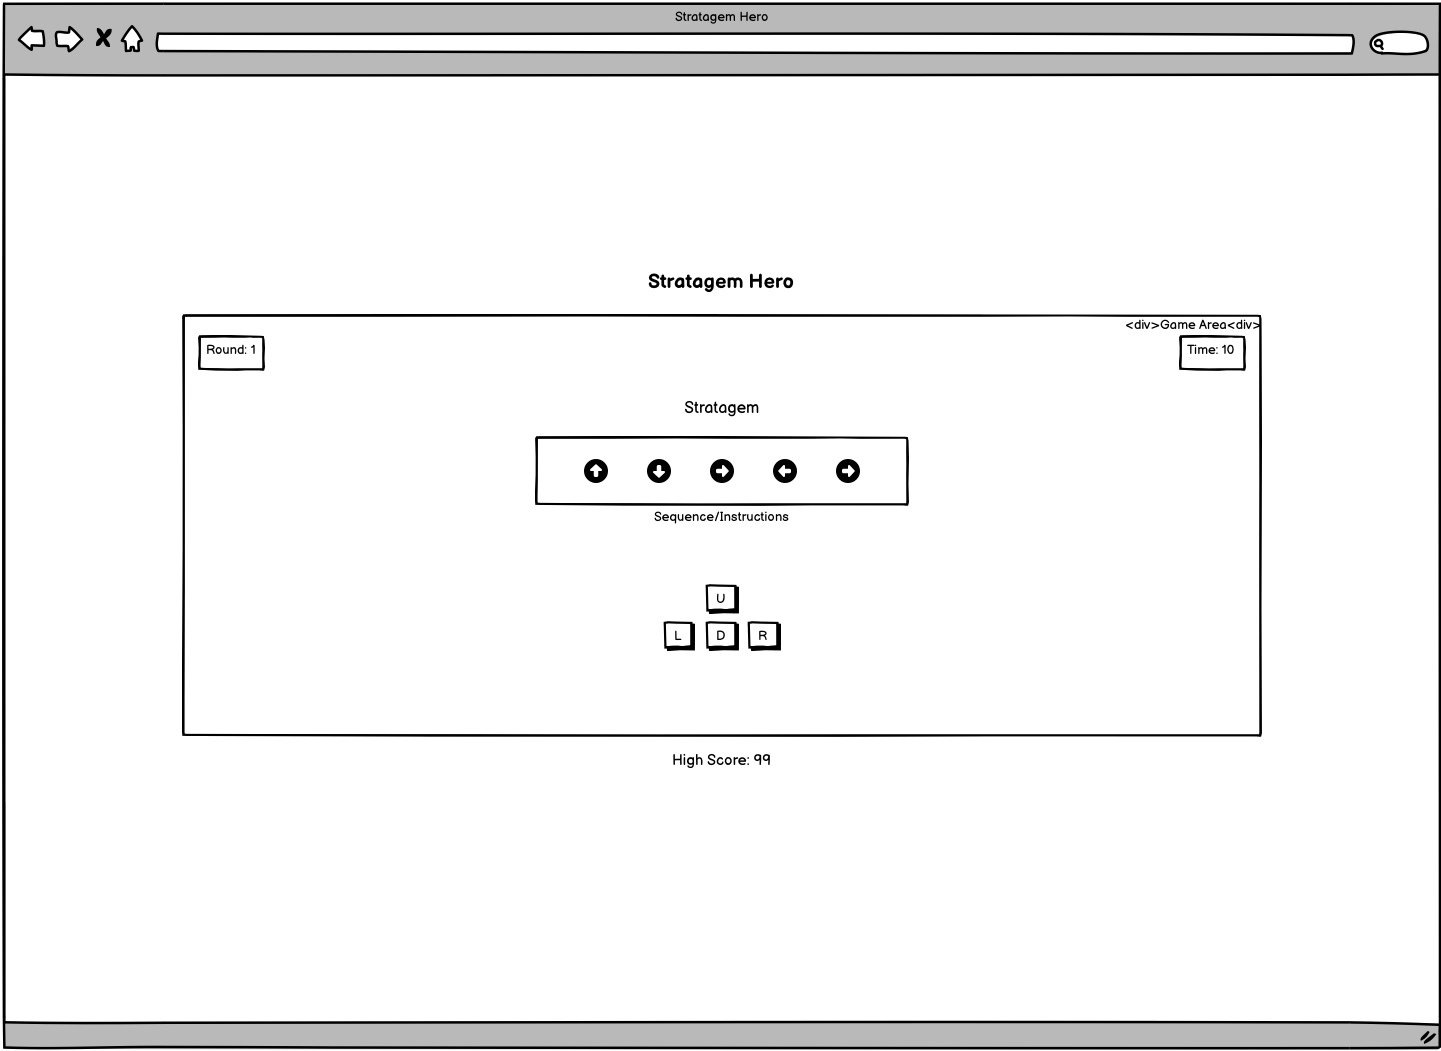 Stratagem Hero
Stratagem Hero
<div>Game Area<div>
Round: 1
Time: 10
Stratagem
Sequence/Instructions
U
L D R
High Score: 99